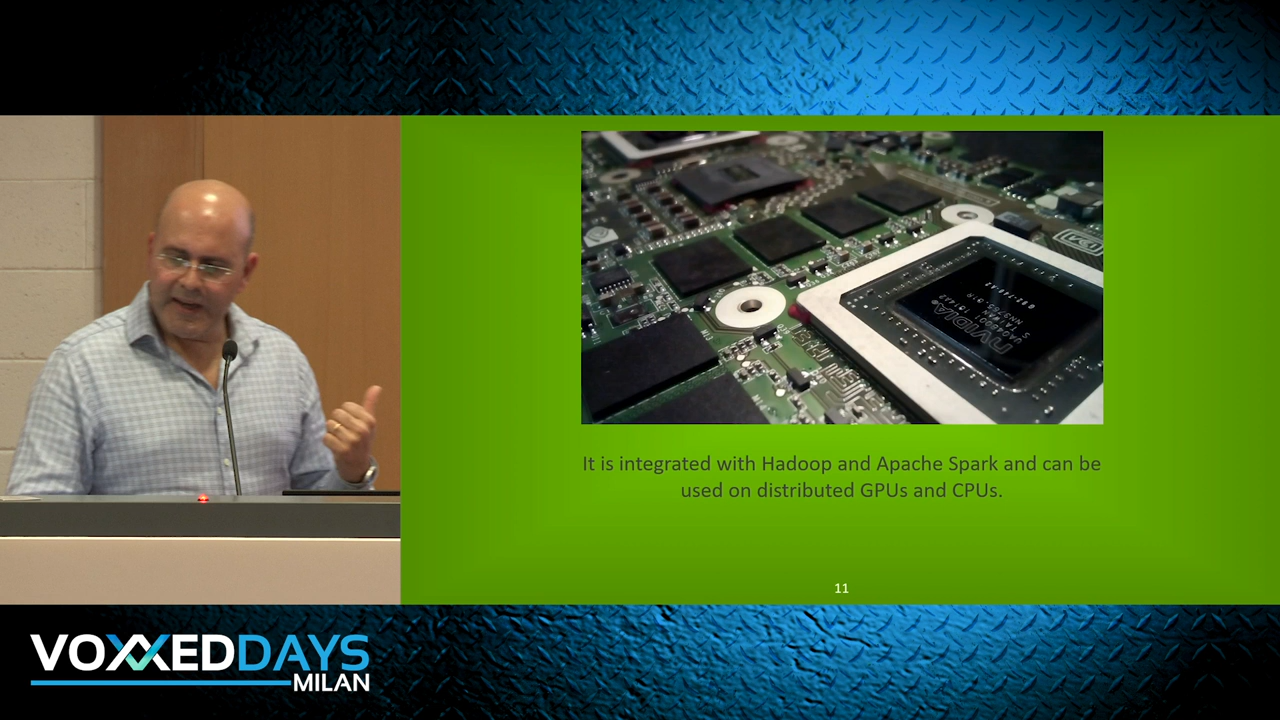 NVIDIA
It is integrated with Hadoop and Apache Spark and can be
used on distributed GPUs and CPUs.
11
VOXXEDDAYS
MILAN